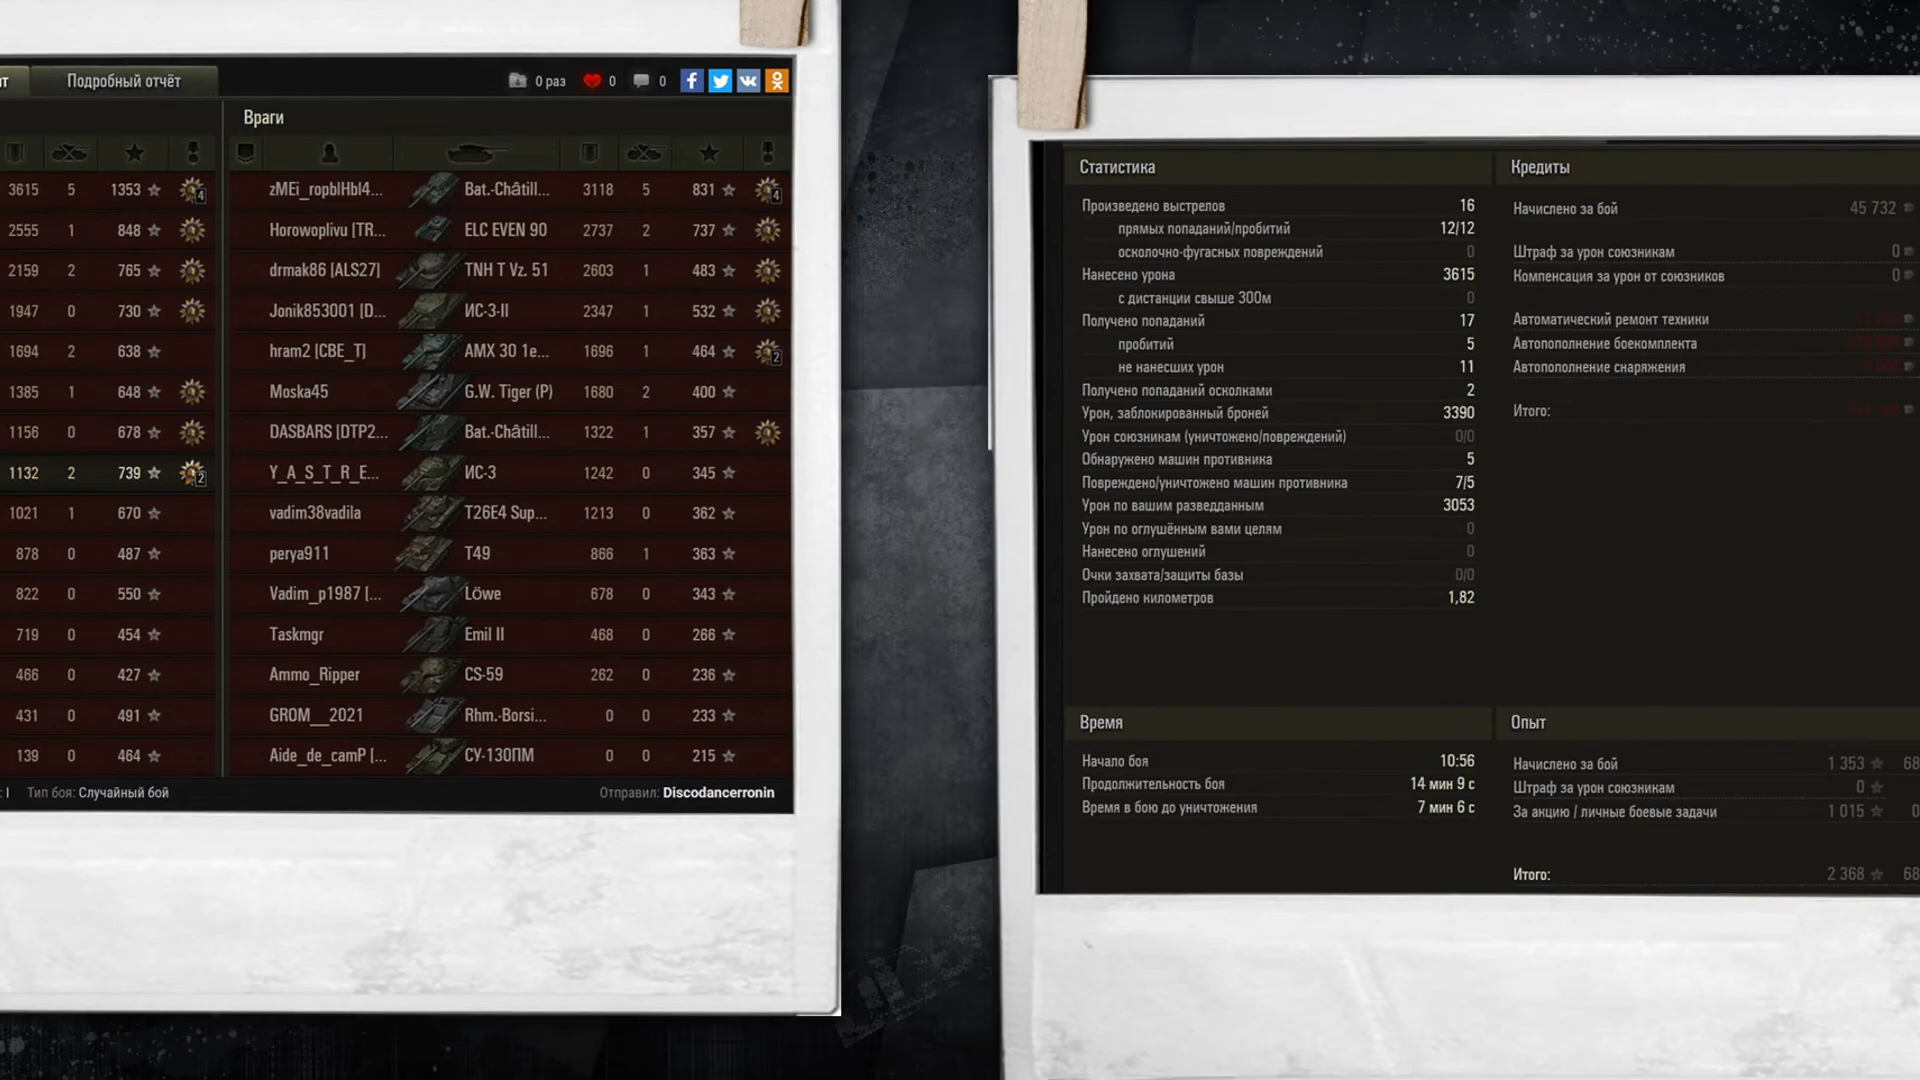 т Подробный отчёт 0 раз 0 0
Враги
3615 5 1353 4 zMEi_ropblHbl4... Bat.-Châtill... 3118 5 831 4
2555 1 848 Horowoplivu [TR... ELC EVEN 90 2737 2 737
2159 2 765 drmak86 [ALS27] TNH T Vz. 51 2603 1 483
1947 0 730 Jonik853001 [D... ИС-3-II 2347 1 532
1694 2 638 hram2 [CBE_T] AMX 30 1e... 1696 1 464 2
1385 1 648 Moska45 G.W. Tiger (P) 1680 2 400
1156 0 678 DASBARS [DTP2... Bat.-Châtill... 1322 1 357
1132 2 739 2 Y_A_S_T_R_E... ИС-3 1242 0 345
1021 1 670 vadim38vadila T26E4 Sup... 1213 0 362
878 0 487 perya911 T49 866 1 363
822 0 550 Vadim_p1987 [... Löwe 678 0 343
719 0 454 Taskmgr Emil II 468 0 266
466 0 427 Ammo_Ripper CS-59 262 0 236
431 0 491 GROM__2021 Rhm.-Borsi... 0 0 233
139 0 464 Aide_de_camP [... СУ-130ПМ 0 0 215
: I Тип боя: Случайный бой Отправил: Discodancerronin
Статистика
Произведено выстрелов 16
прямых попаданий/пробитий 12/12
осколочно-фугасных повреждений 0
Нанесено урона 3615
с дистанции свыше 300м 0
Получено попаданий 17
пробитий 5
не нанесших урон 11
Получено попаданий осколками 2
Урон, заблокированный броней 3390
Урон союзникам (уничтожено/повреждений) 0/0
Обнаружено машин противника 5
Повреждено/уничтожено машин противника 7/5
Урон по вашим разведданным 3053
Урон по оглушённым вами целям 0
Нанесено оглушений 0
Очки захвата/защиты базы 0/0
Пройдено километров 1,82
Кредиты
Начислено за бой 45 732
Штраф за урон союзникам 0
Компенсация за урон от союзников 0
Автоматический ремонт техники
Автопополнение боекомплекта
Автопополнение снаряжения
Итого:
Время
Начало боя 10:56
Продолжительность боя 14 мин 9 с
Время в бою до уничтожения 7 мин 6 с
Опыт
Начислено за бой 1 353 68
Штраф за урон союзникам 0
За акцию / личные боевые задачи 1 015 0
Итого: 2 368 68